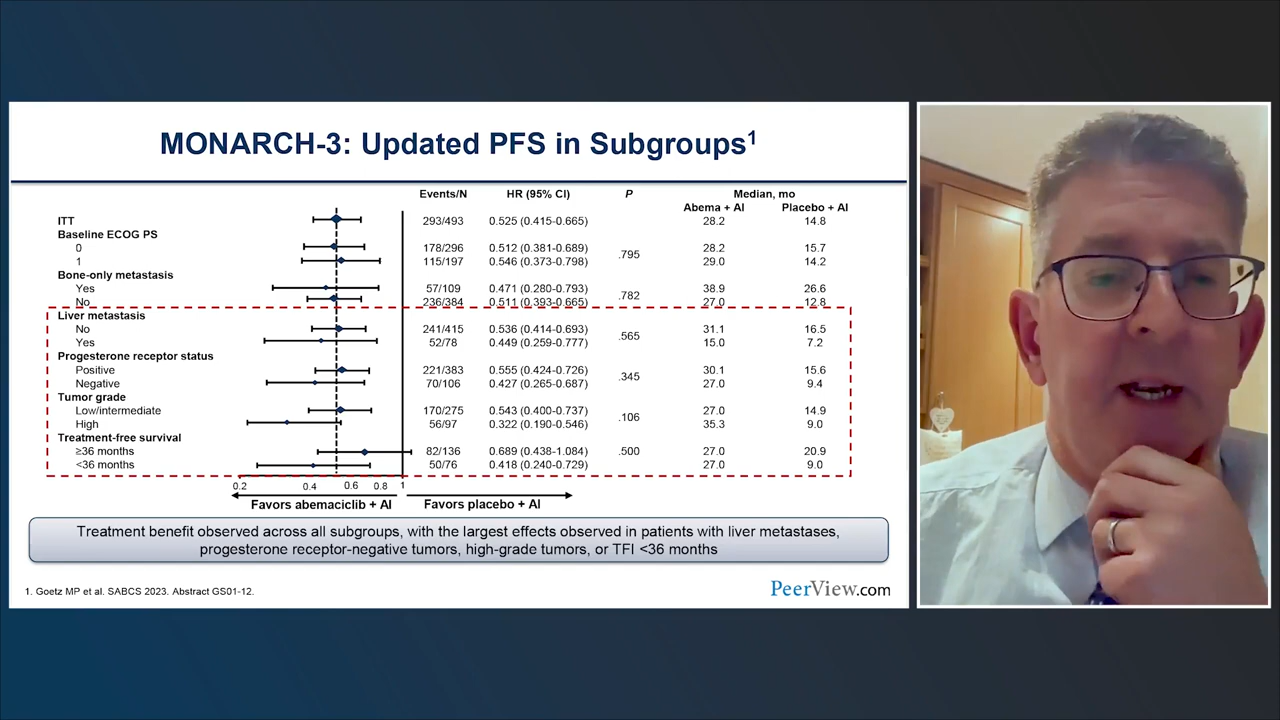 MONARCH-3: Updated PFS in Subgroups1
Events/N HR (95% CI) P Median, mo
Abema + AI Placebo + AI
ITT 293/493 0.525 (0.415-0.665) 28.2 14.8
Baseline ECOG PS
0 178/296 0.512 (0.381-0.689) 28.2 15.7
.795
1 115/197 0.546 (0.373-0.798) 29.0 14.2
Bone-only metastasis
Yes 57/109 0.471 (0.280-0.793) 38.9 26.6
.782
No 236/384 0.511 (0.393-0.665) 27.0 12.8
Liver metastasis
No 241/415 0.536 (0.414-0.693) 31.1 16.5
.565
Yes 52/78 0.449 (0.259-0.777) 15.0 7.2
Progesterone receptor status
Positive 221/383 0.555 (0.424-0.726) 30.1 15.6
.345
Negative 70/106 0.427 (0.265-0.687) 27.0 9.4
Tumor grade
Low/intermediate 170/275 0.543 (0.400-0.737) 27.0 14.9
.106
High 56/97 0.322 (0.190-0.546) 35.3 9.0
Treatment-free survival
≥36 months 82/136 0.689 (0.438-1.084) .500 27.0 20.9
<36 months 50/76 0.418 (0.240-0.729) 27.0 9.0
0.2 0.4 0.6 0.8 1
Favors abemaciclib + AI Favors placebo + AI
Treatment benefit observed across all subgroups, with the largest effects observed in patients with liver metastases,
progesterone receptor-negative tumors, high-grade tumors, or TFI <36 months
1. Goetz MP et al. SABCS 2023. Abstract GS01-12.
PeerView.com